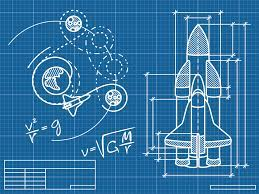 v²/r = g
v = √(G M/r)